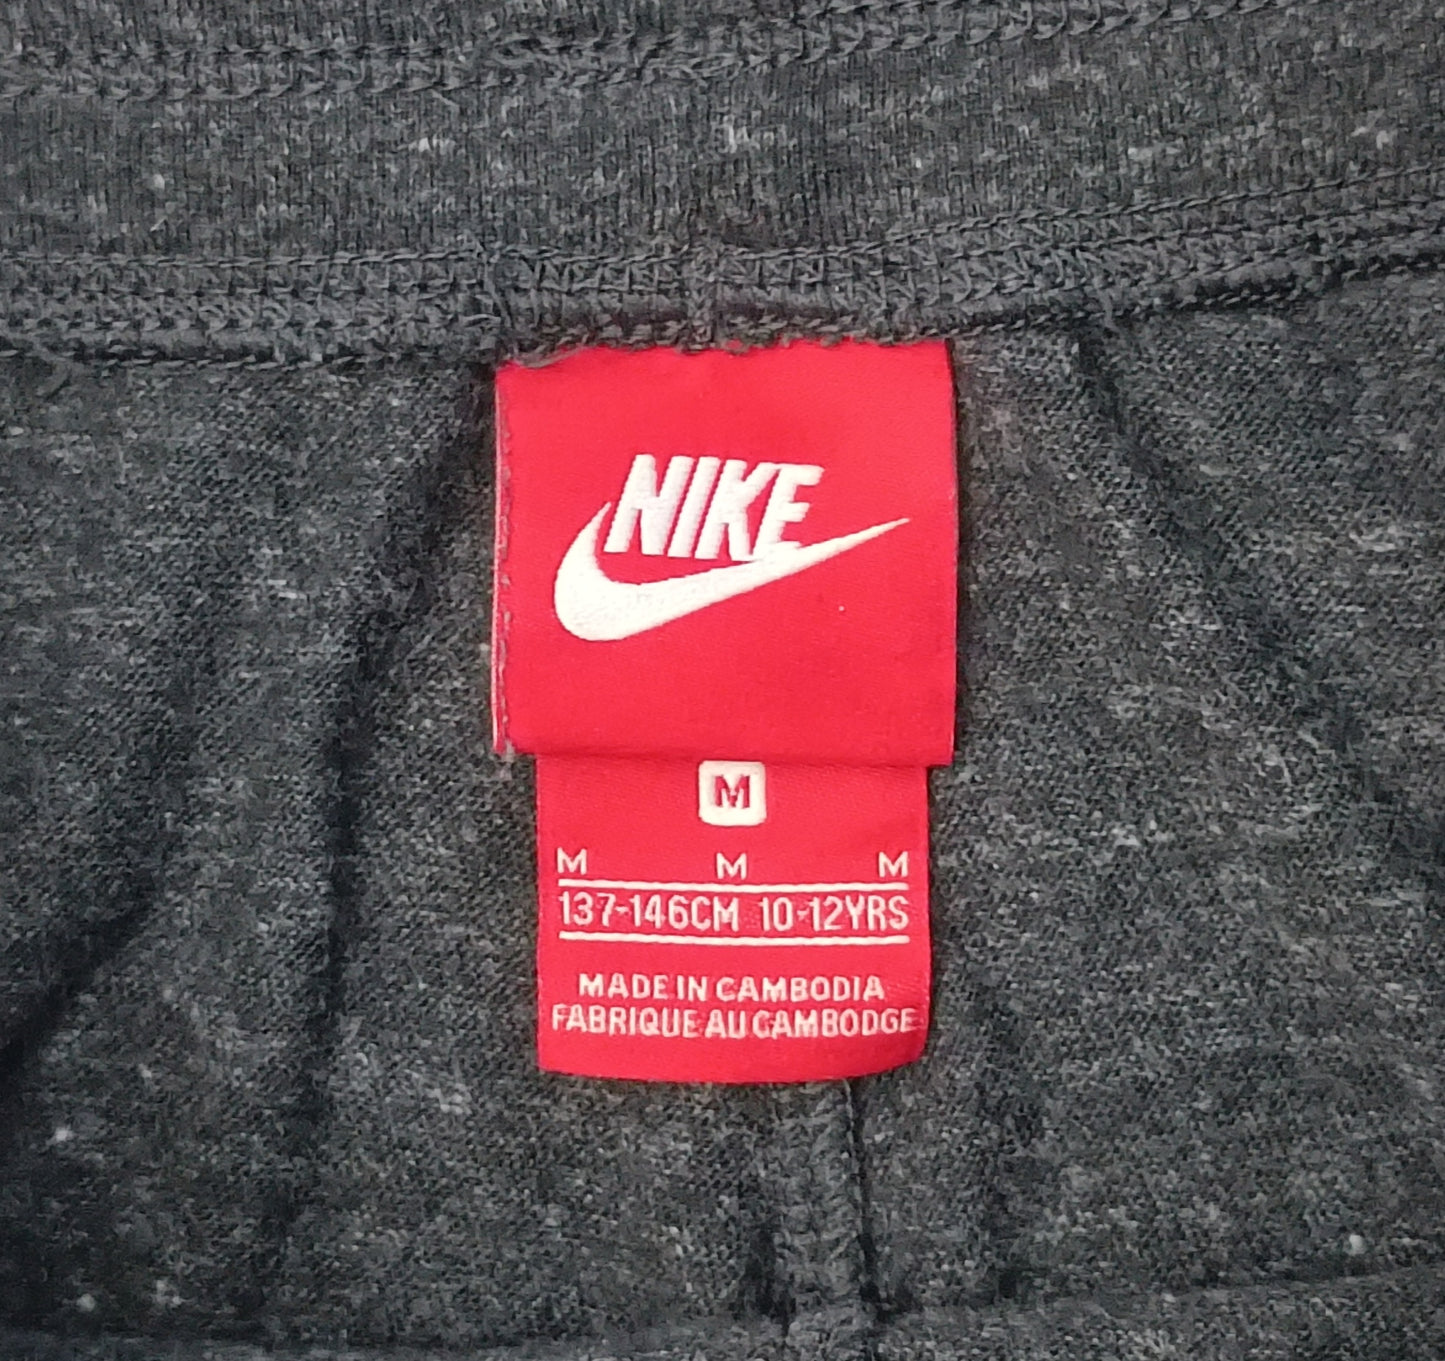 NIKE
M
M M M
137-146CM 10-12YRS
MADE IN CAMBODIA
FABRIQUE AU CAMBODGE